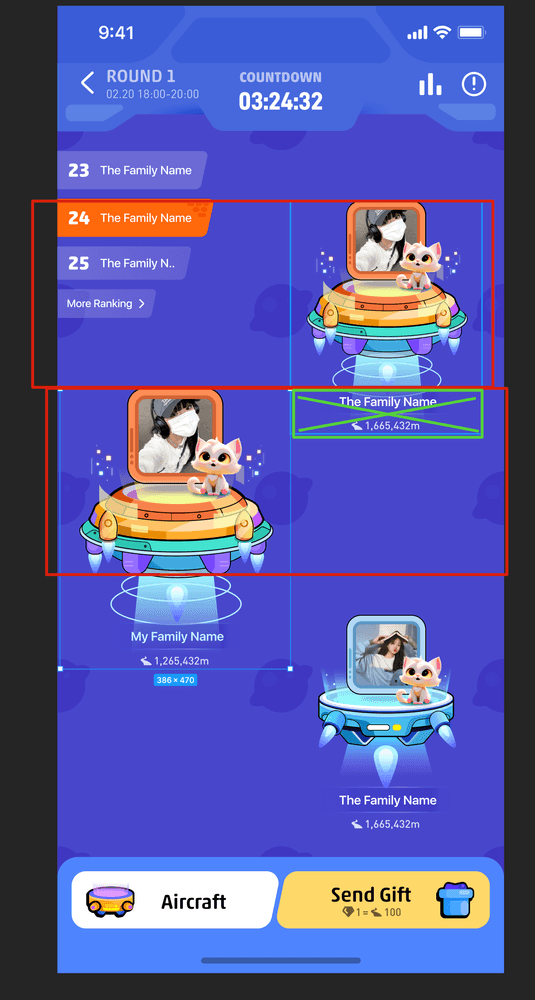 9:41
ROUND 1
02.20 18:00-20:00
COUNTDOWN
03:24:32
23 The Family Name
24 The Family Name
25 The Family N..
More Ranking >
The Family Name
1,665,432m
My Family Name
1,265,432m
386 × 470
The Family Name
1,665,432m
Aircraft
Send Gift
1 = 100